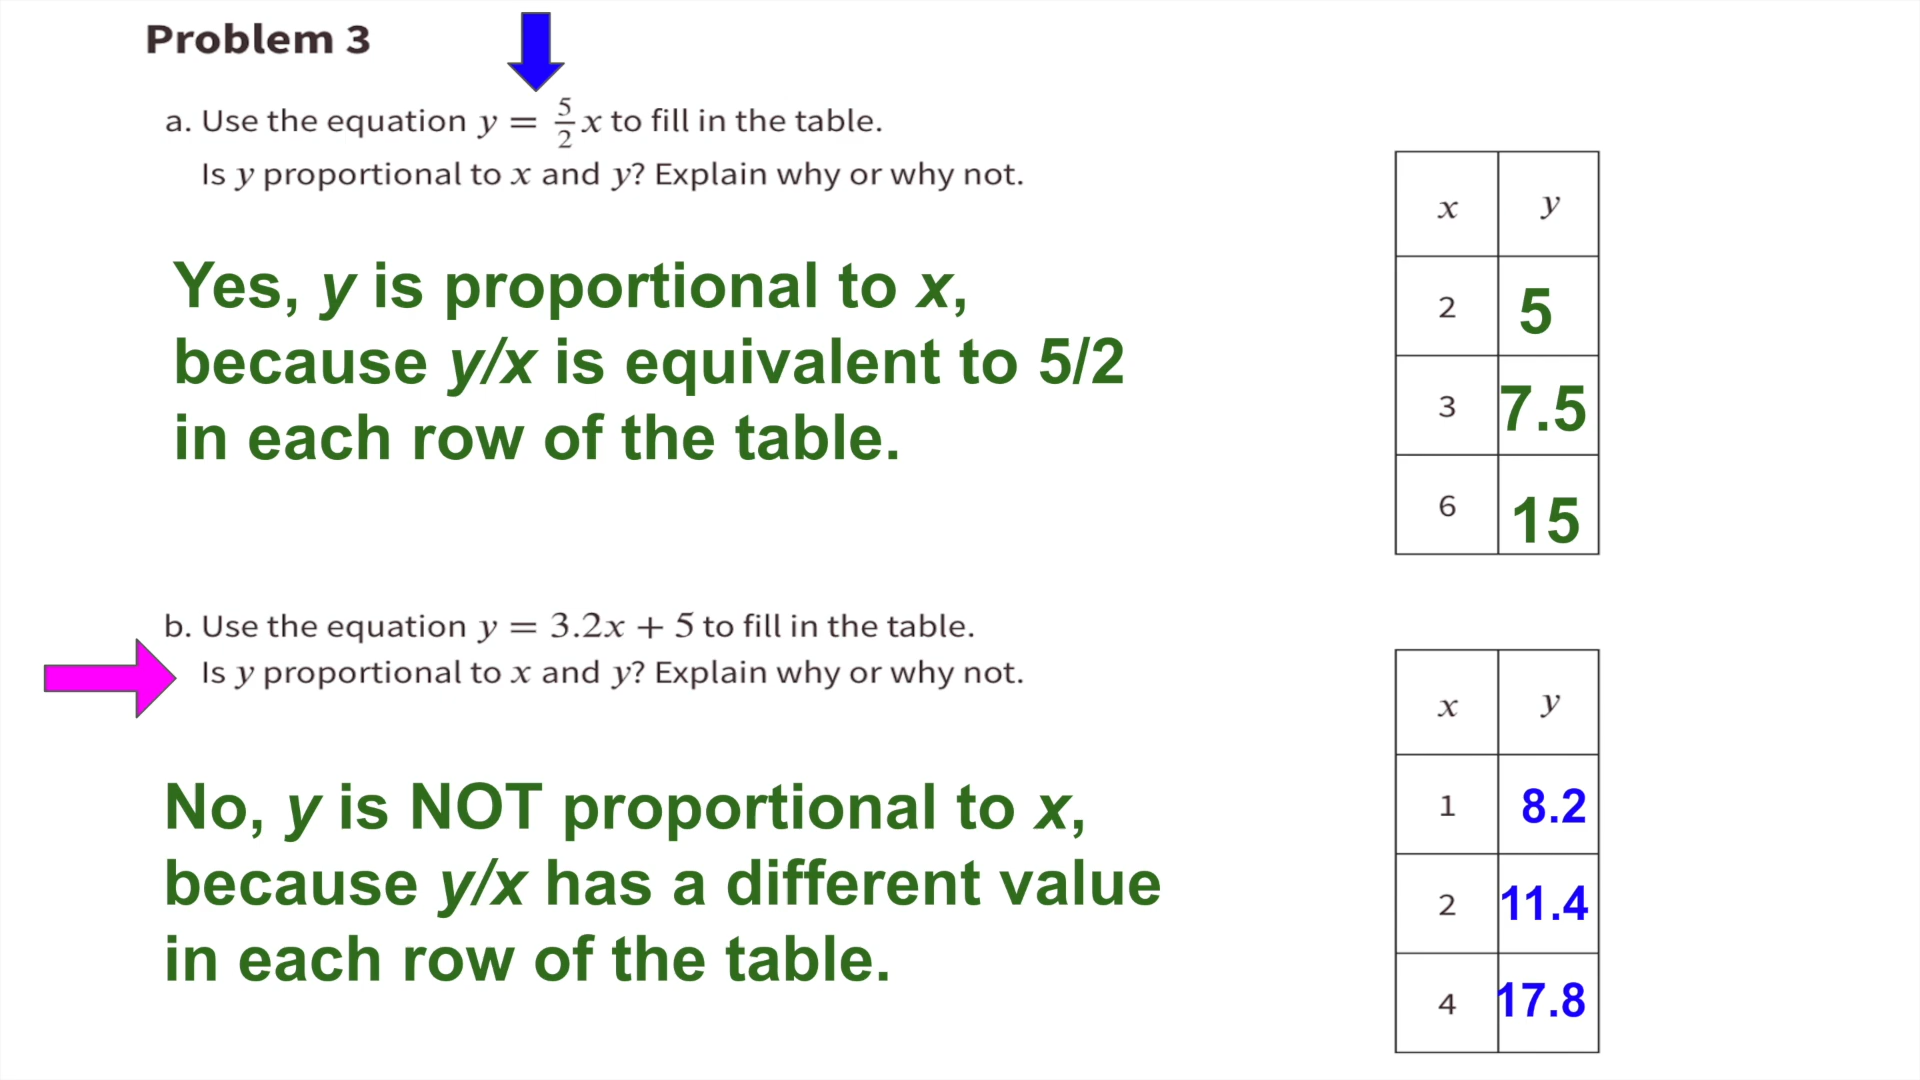 Problem 3
a. Use the equation y = 5/2 x to fill in the table.
Is y proportional to x and y? Explain why or why not.
Yes, y is proportional to x,
because y/x is equivalent to 5/2
in each row of the table.
x y
2 5
3 7.5
6 15
b. Use the equation y = 3.2x + 5 to fill in the table.
Is y proportional to x and y? Explain why or why not.
No, y is NOT proportional to x,
because y/x has a different value
in each row of the table.
x y
1 8.2
2 11.4
4 17.8